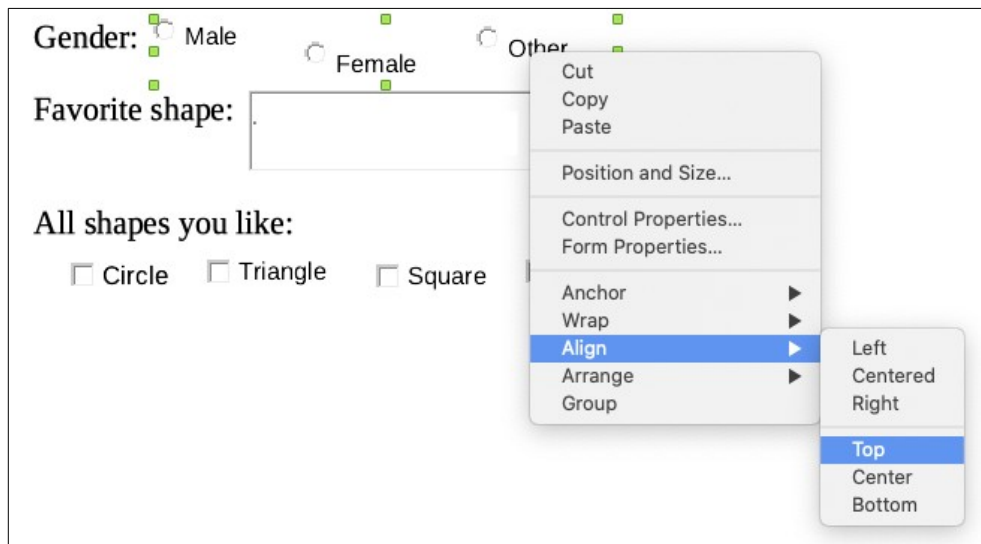 Gender: Male Female Other
Favorite shape:
All shapes you like:
Circle Triangle Square
Cut
Copy
Paste
Position and Size...
Control Properties...
Form Properties...
Anchor
Wrap
Align
Arrange
Group
Left
Centered
Right
Top
Center
Bottom